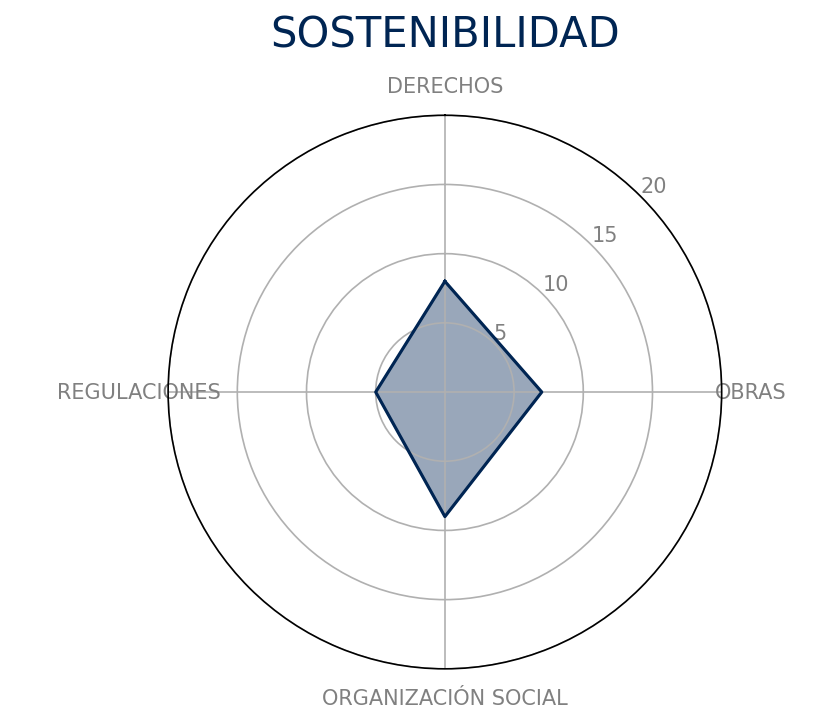 SOSTENIBILIDAD
DERECHOS
20
15
10
5
REGULACIONES
OBRAS
ORGANIZACIÓN SOCIAL